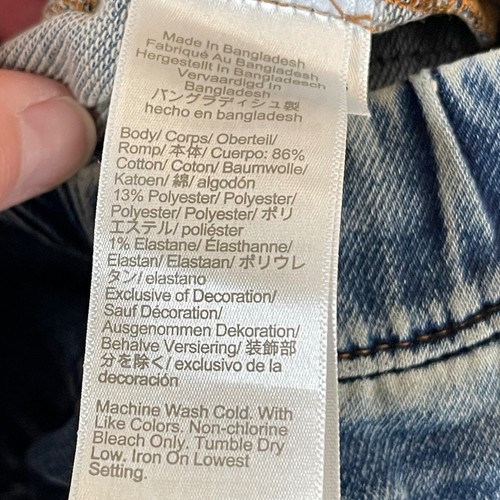 Made In Bangladesh
Fabriqué Au Bangladesh
Hergestellt In Bangladesch
Vervaardigd In
Bangladesh
バングラディシュ製
hecho en bangladesh
Body/ Corps/ Oberteil/
Romp/ 本体/ Cuerpo: 86%
Cotton/ Coton/ Baumwolle/
Katoen/ 綿/ algodón
13% Polyester/ Polyester/
Polyester/ Polyester/ ポリ
エステル/ poliéster
1% Elastane/ Élasthanne/
Elastan/ Elastaan/ ポリウレ
タン/ elastano
Exclusive of Decoration/
Sauf Décoration/
Ausgenommen Dekoration/
Behalve Versiering/ 装飾部
分を除く/ exclusivo de la
decoración
Machine Wash Cold. With
Like Colors. Non-chlorine
Bleach Only. Tumble Dry
Low. Iron On Lowest
Setting.